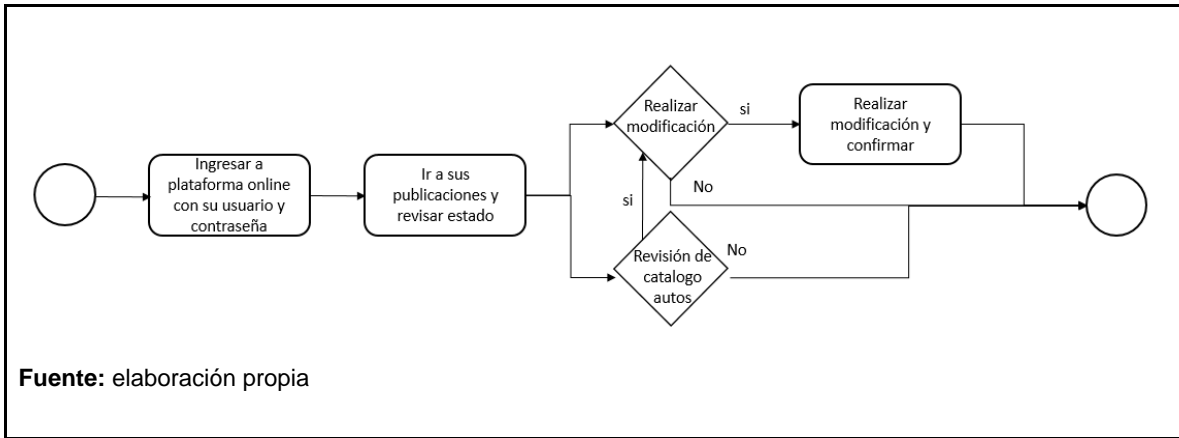 Ingresar a
plataforma online
con su usuario y
contraseña
Ir a sus
publicaciones y
revisar estado
Realizar
modificación
si
Realizar
modificación y
confirmar
No
si
Revisión de
catalogo
autos
No
Fuente: elaboración propia